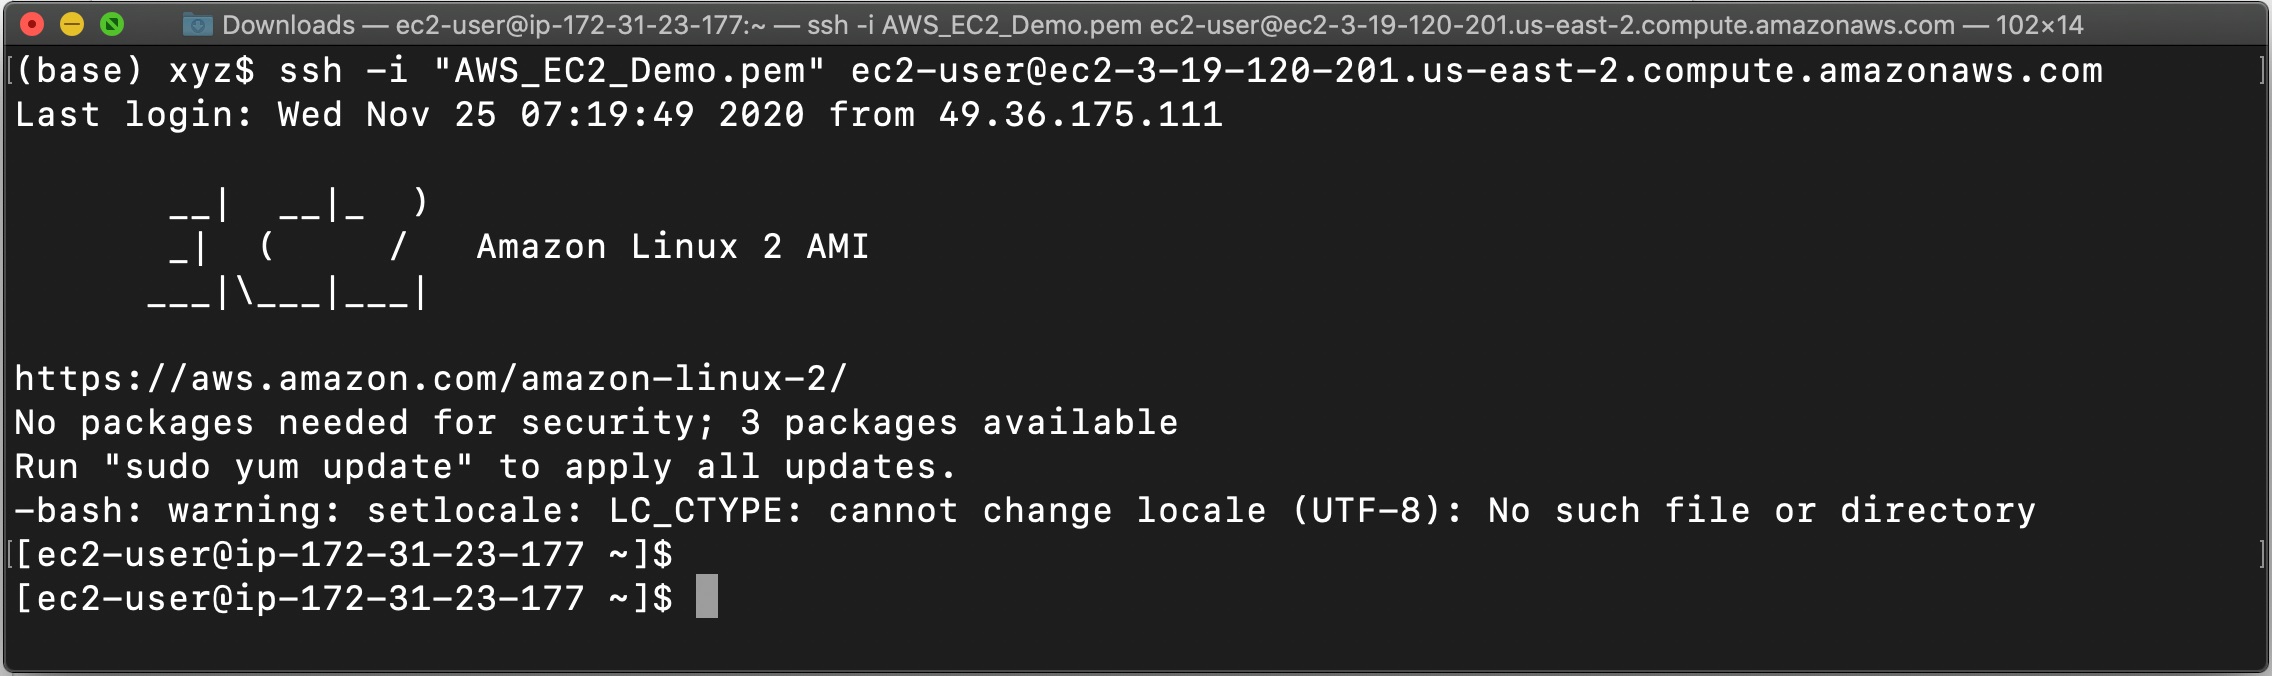 Downloads — ec2-user@ip-172-31-23-177:~ — ssh -i AWS_EC2_Demo.pem ec2-user@ec2-3-19-120-201.us-east-2.compute.amazonaws.com — 102×14
[(base) xyz$ ssh -i "AWS_EC2_Demo.pem" ec2-user@ec2-3-19-120-201.us-east-2.compute.amazonaws.com ]
Last login: Wed Nov 25 07:19:49 2020 from 49.36.175.111
       __|  __|_  )
       _|  (     /   Amazon Linux 2 AMI
      ___|\___|___|
https://aws.amazon.com/amazon-linux-2/
No packages needed for security; 3 packages available
Run "sudo yum update" to apply all updates.
-bash: warning: setlocale: LC_CTYPE: cannot change locale (UTF-8): No such file or directory
[[ec2-user@ip-172-31-23-177 ~]$ ]
[ec2-user@ip-172-31-23-177 ~]$